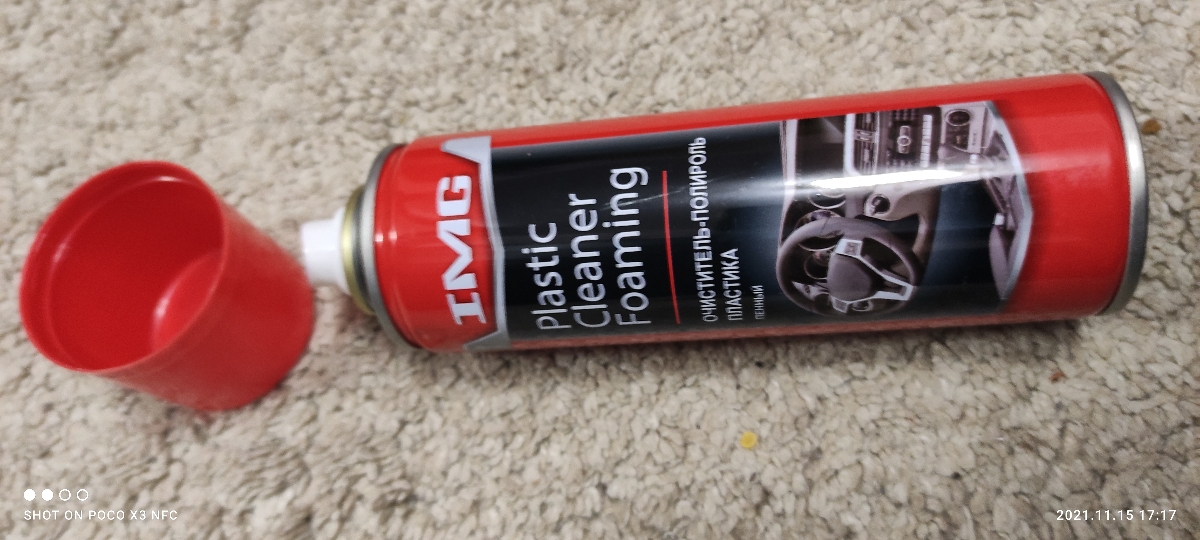 IMG
Plastic
Cleaner
Foaming
ОЧИСТИТЕЛЬ-ПОЛИРОЛЬ
ПЛАСТИКА
ПЕННЫЙ
SHOT ON POCO X3 NFC
2021.11.15 17:17